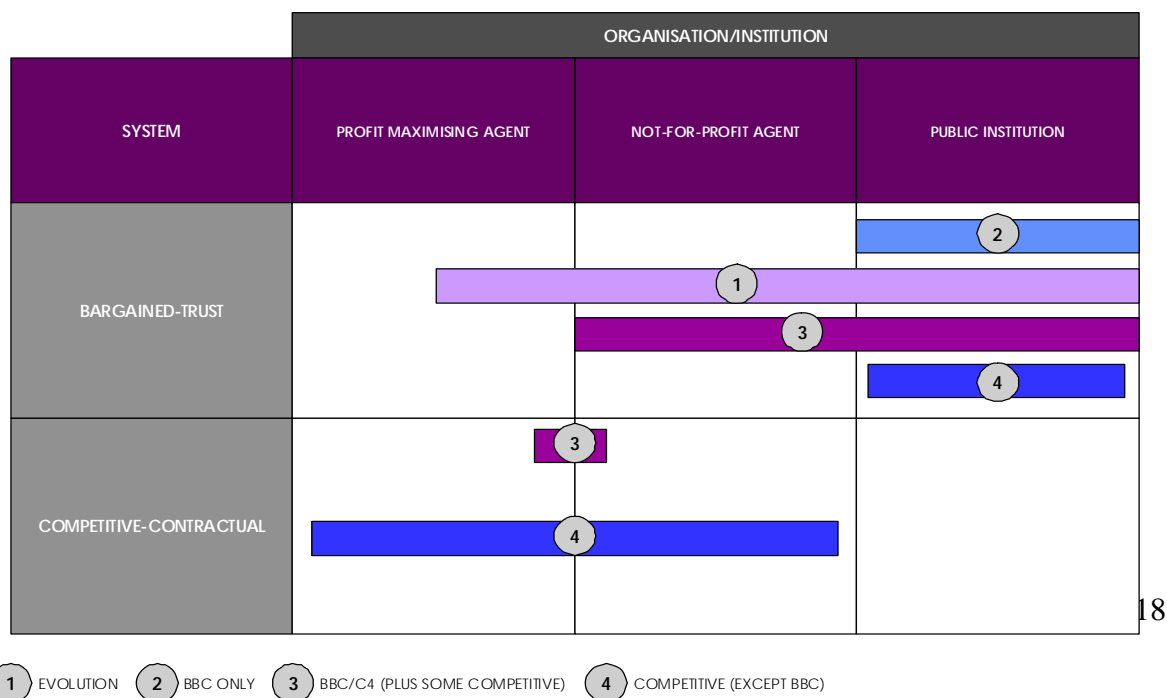 ORGANISATION/INSTITUTION
SYSTEM
PROFIT MAXIMISING AGENT
NOT-FOR-PROFIT AGENT
PUBLIC INSTITUTION
BARGAINED-TRUST
2
1
3
4
COMPETITIVE-CONTRACTUAL
3
4
18
1 EVOLUTION 2 BBC ONLY 3 BBC/C4 (PLUS SOME COMPETITIVE) 4 COMPETITIVE (EXCEPT BBC)